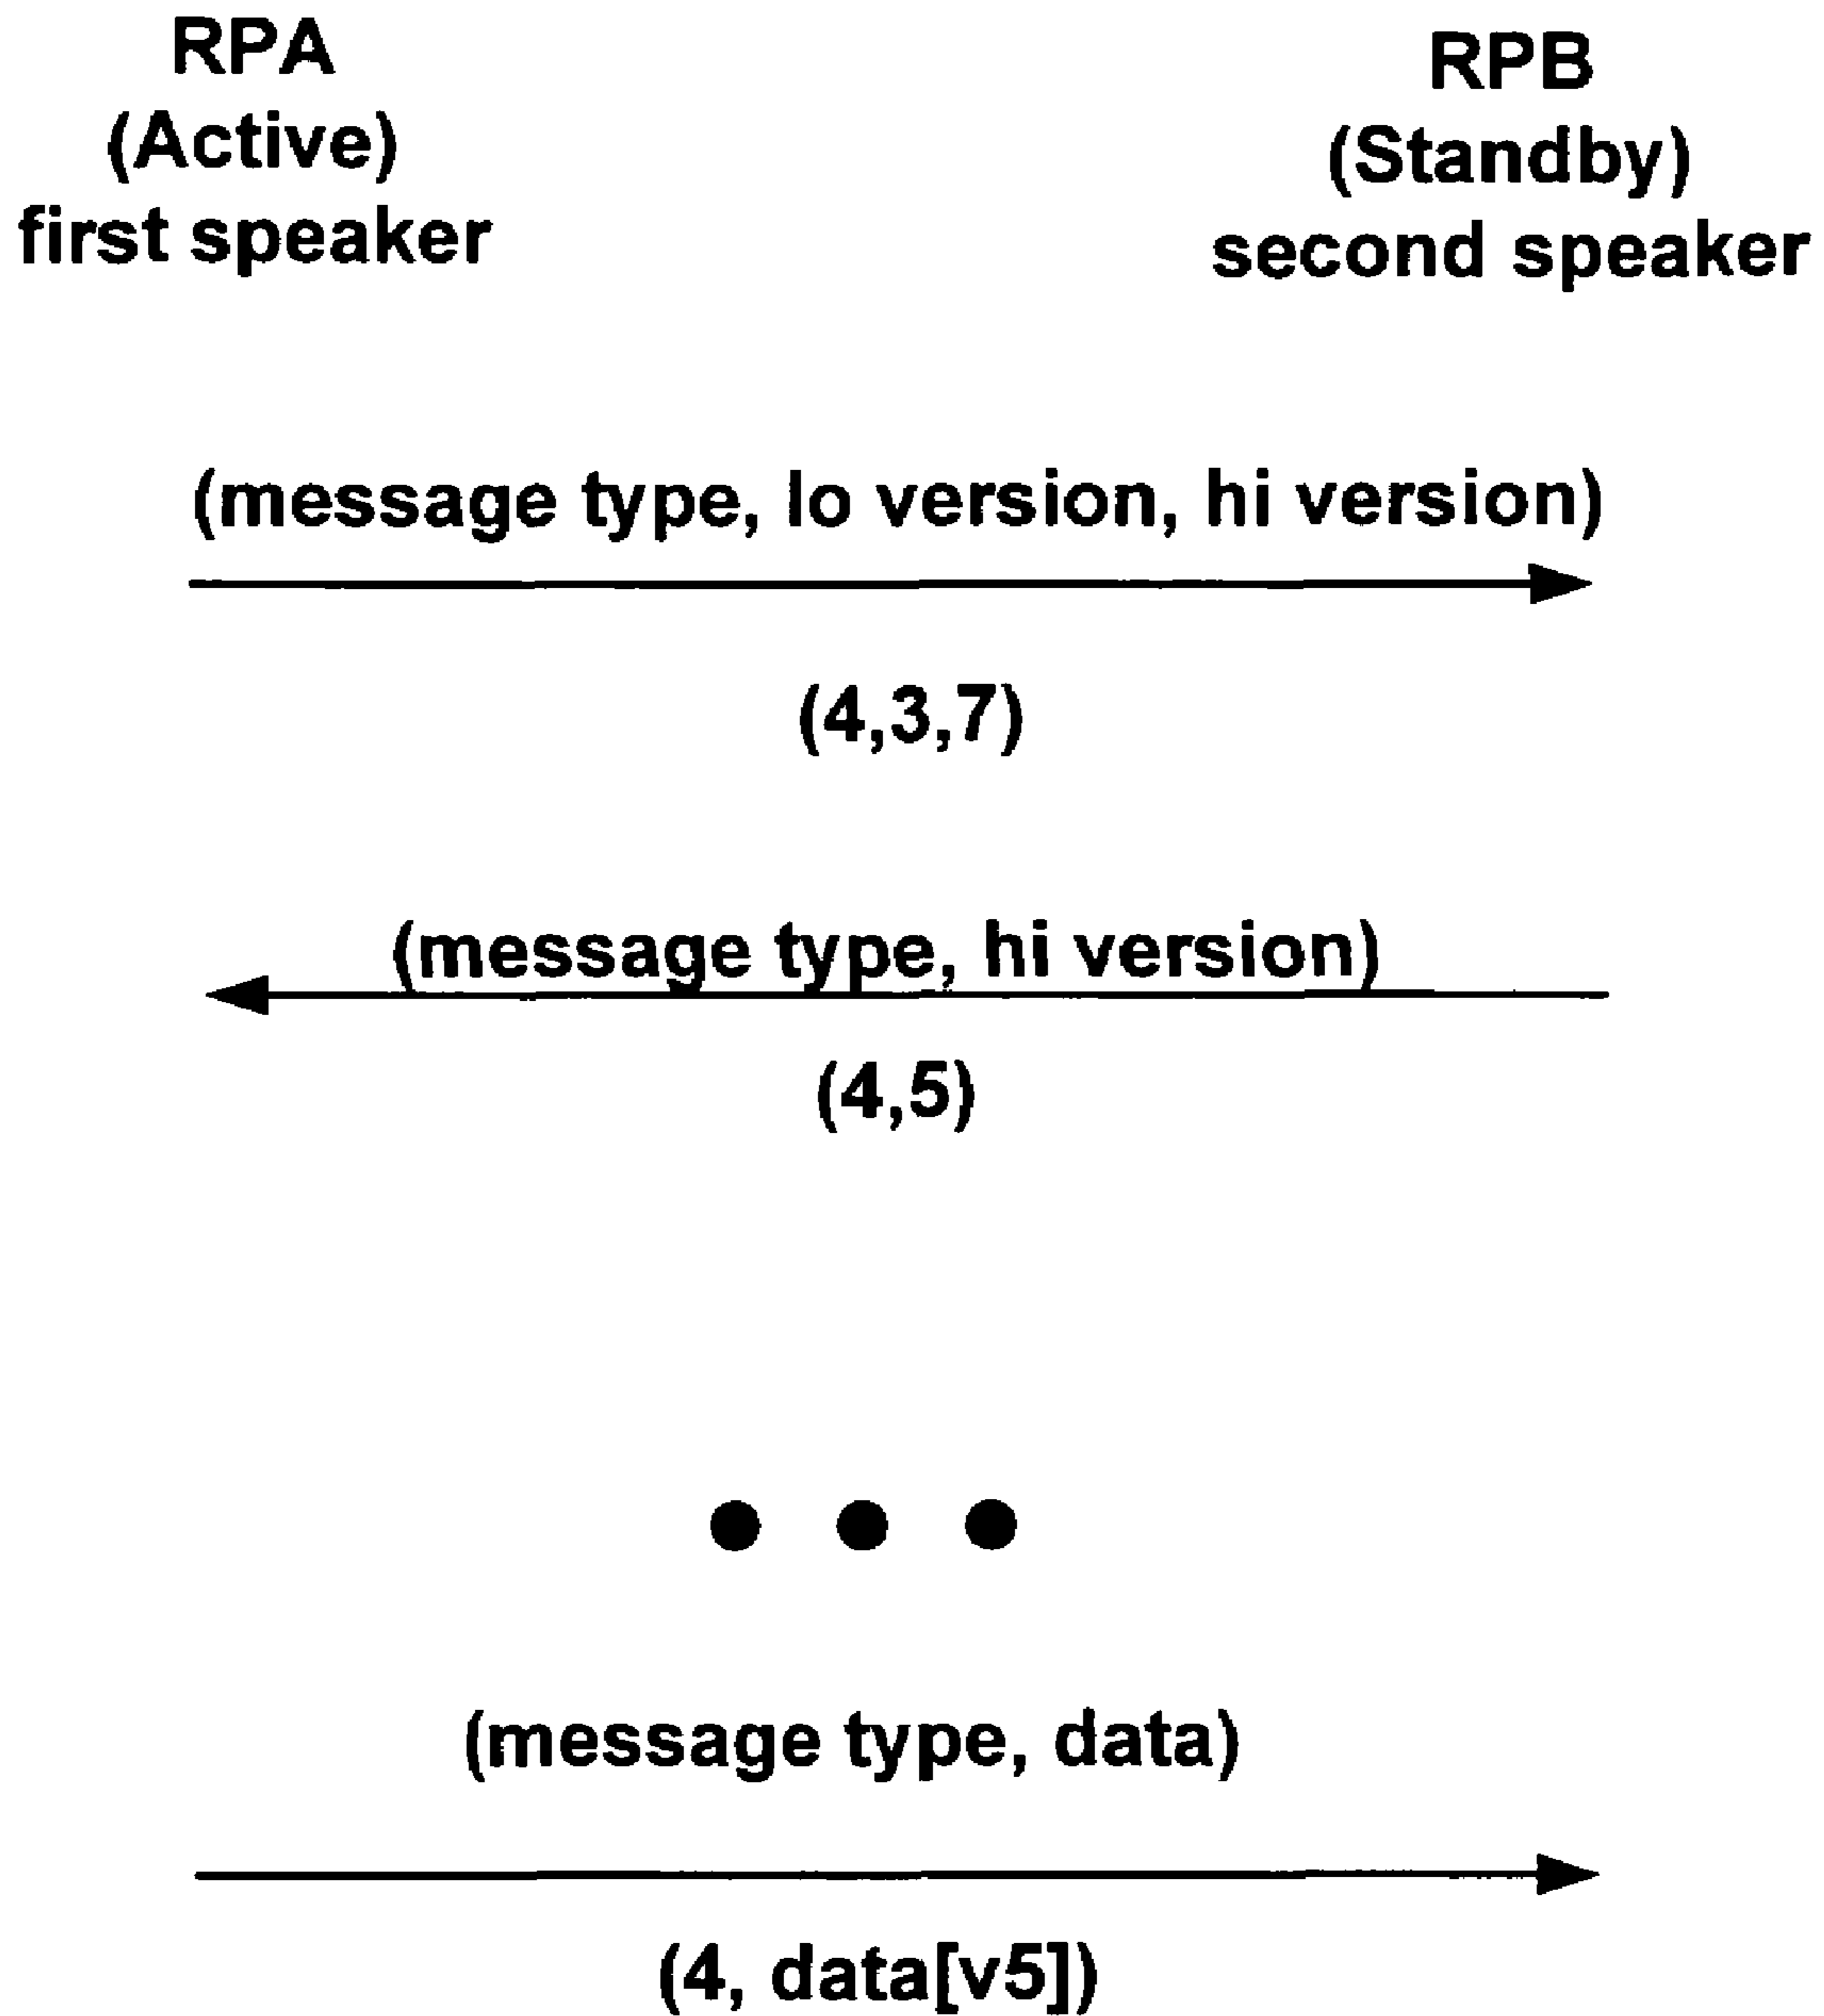 RPA
(Active)
first speaker
RPB
(Standby)
second speaker
(message type, lo version, hi version)
(4,3,7)
(message type, hi version)
(4,5)
(message type, data)
(4, data[v5])